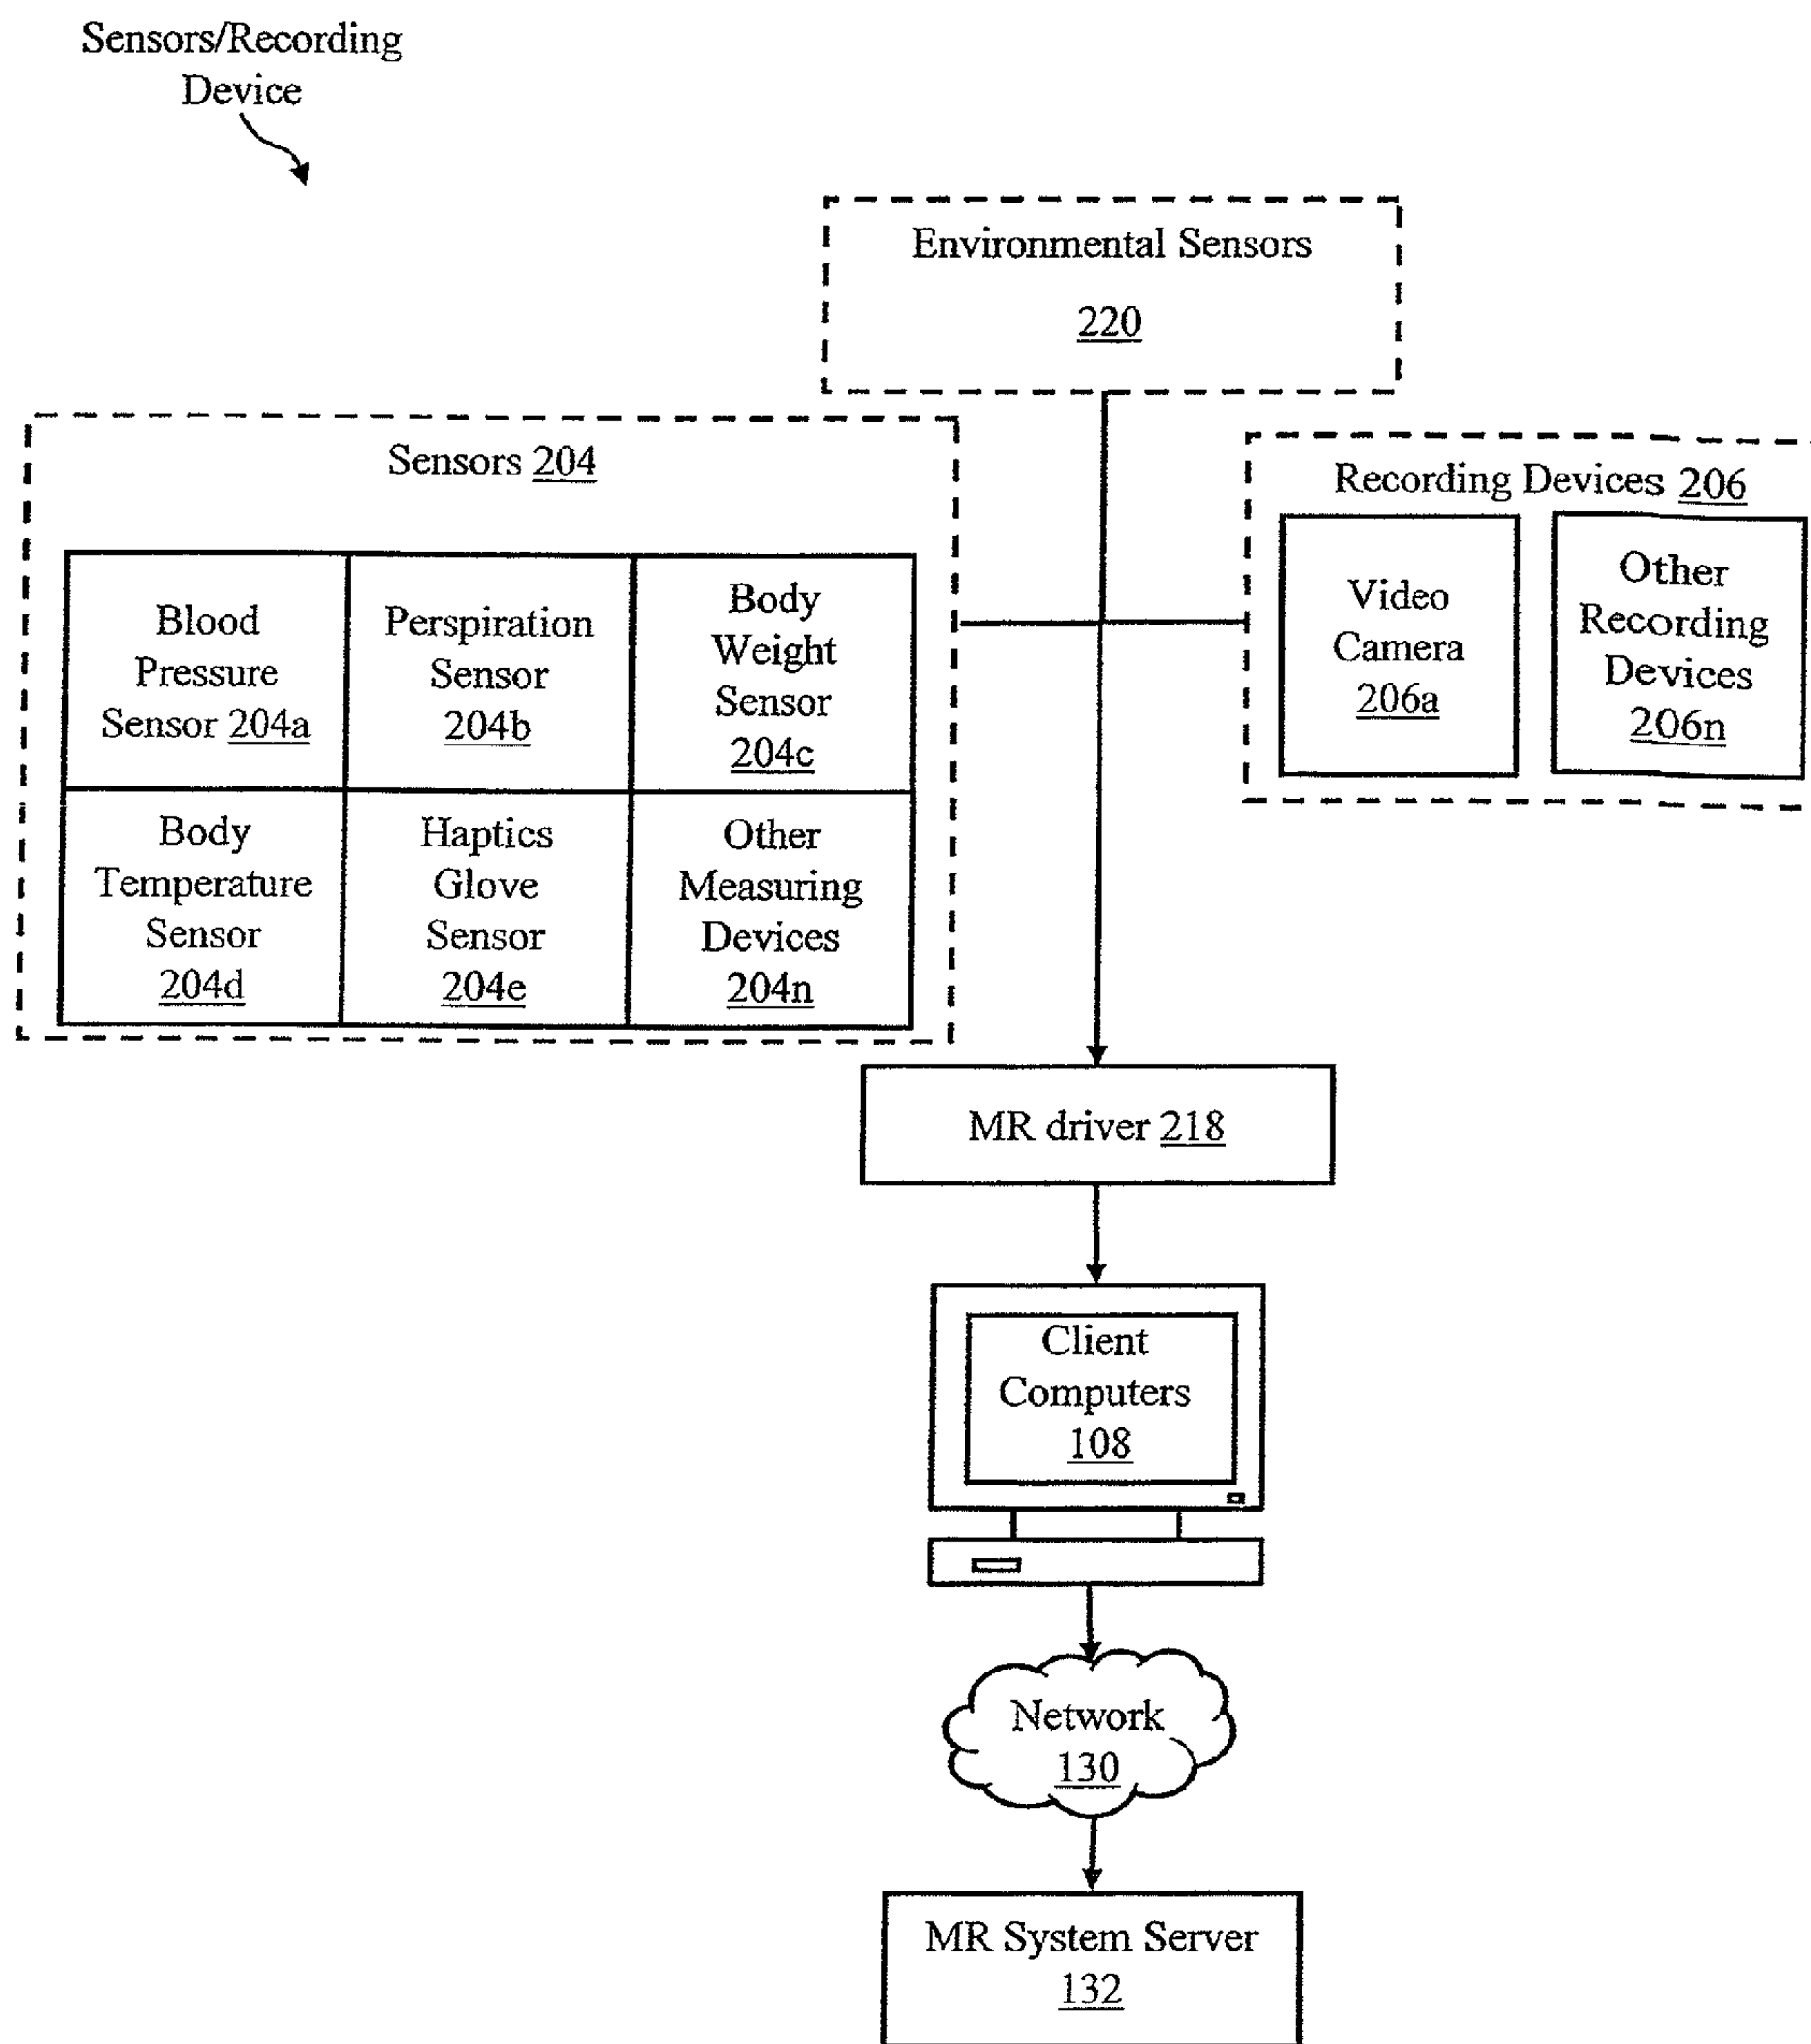 Sensors/Recording
Device
Environmental Sensors
220
Sensors 204
Recording Devices 206
Blood
Pressure
Sensor 204a
Perspiration
Sensor
204b
Body
Weight
Sensor
204c
Video
Camera
206a
Other
Recording
Devices
206n
Body
Temperature
Sensor
204d
Haptics
Glove
Sensor
204e
Other
Measuring
Devices
204n
MR driver 218
Client
Computers
108
Network
130
MR System Server
132